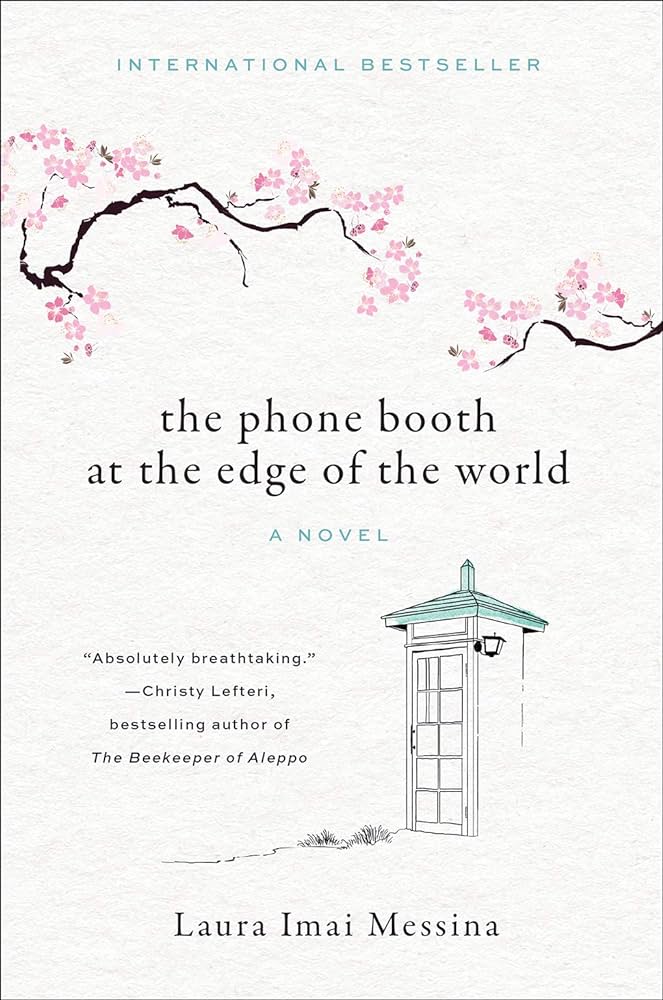 INTERNATIONAL BESTSELLER
the phone booth
at the edge of the world
A NOVEL
“Absolutely breathtaking.”
—Christy Lefteri,
bestselling author of
The Beekeeper of Aleppo
Laura Imai Messina